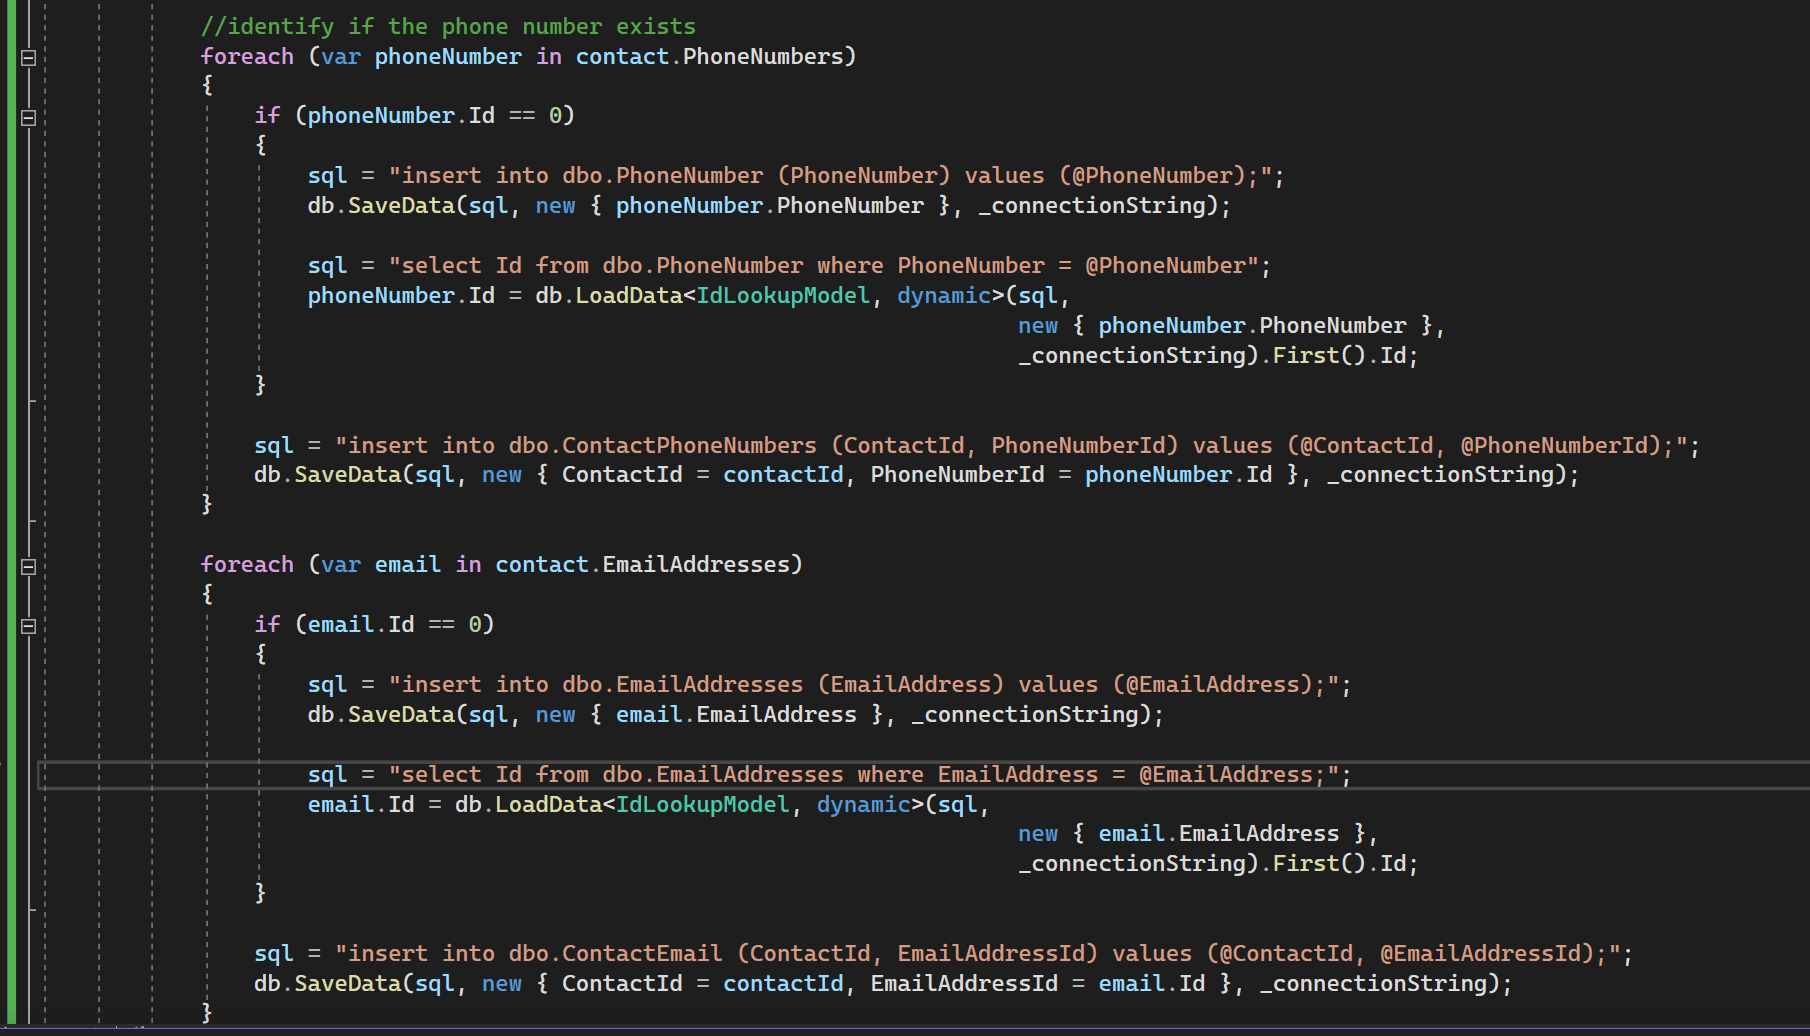 //identify if the phone number exists
foreach (var phoneNumber in contact.PhoneNumbers)
{
if (phoneNumber.Id == 0)
{
sql = "insert into dbo.PhoneNumber (PhoneNumber) values (@PhoneNumber);";
db.SaveData(sql, new { phoneNumber.PhoneNumber }, _connectionString);
sql = "select Id from dbo.PhoneNumber where PhoneNumber = @PhoneNumber";
phoneNumber.Id = db.LoadData<IdLookupModel, dynamic>(sql,
new { phoneNumber.PhoneNumber },
_connectionString).First().Id;
}
sql = "insert into dbo.ContactPhoneNumbers (ContactId, PhoneNumberId) values (@ContactId, @PhoneNumberId);";
db.SaveData(sql, new { ContactId = contactId, PhoneNumberId = phoneNumber.Id }, _connectionString);
}
foreach (var email in contact.EmailAddresses)
{
if (email.Id == 0)
{
sql = "insert into dbo.EmailAddresses (EmailAddress) values (@EmailAddress);";
db.SaveData(sql, new { email.EmailAddress }, _connectionString);
sql = "select Id from dbo.EmailAddresses where EmailAddress = @EmailAddress;";
email.Id = db.LoadData<IdLookupModel, dynamic>(sql,
new { email.EmailAddress },
_connectionString).First().Id;
}
sql = "insert into dbo.ContactEmail (ContactId, EmailAddressId) values (@ContactId, @EmailAddressId);";
db.SaveData(sql, new { ContactId = contactId, EmailAddressId = email.Id }, _connectionString);
}